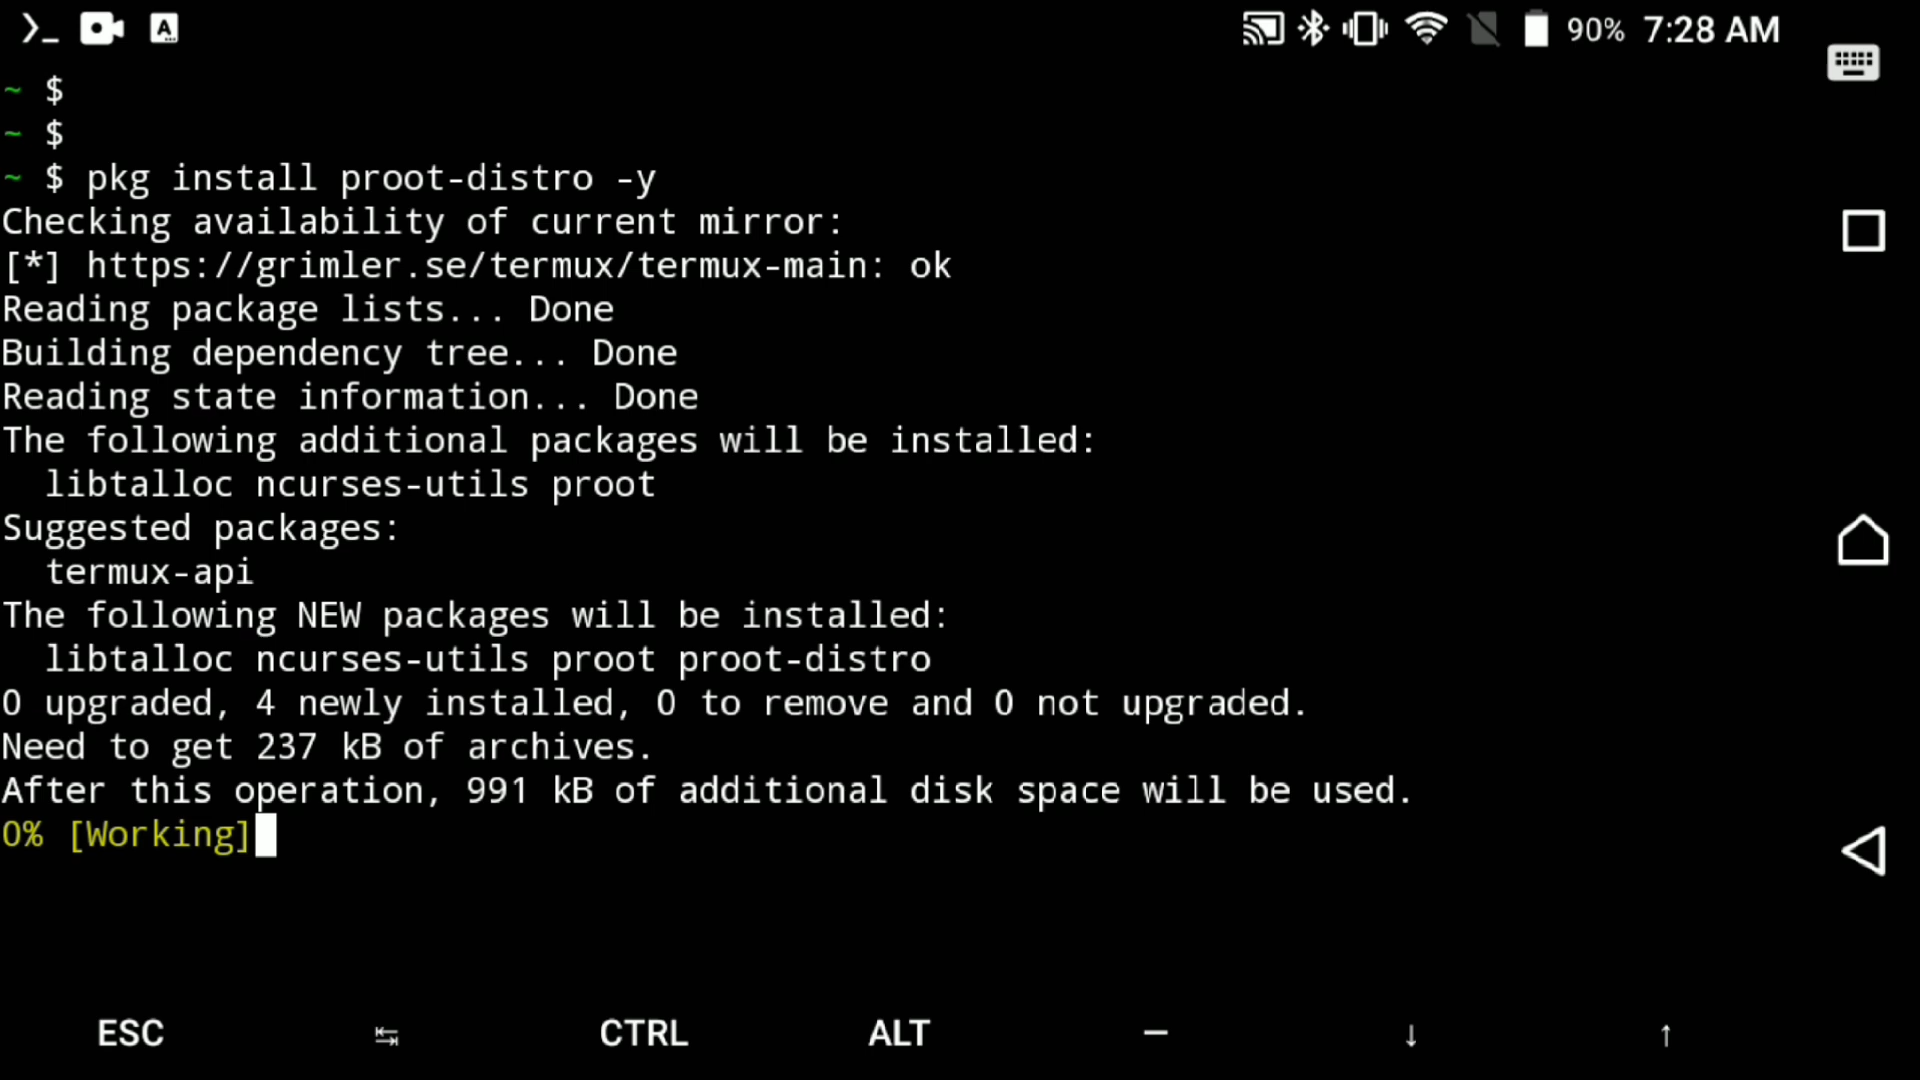 90% 7:28 AM
~ $
~ $
~ $ pkg install proot-distro -y
Checking availability of current mirror:
[*] https://grimler.se/termux/termux-main: ok
Reading package lists... Done
Building dependency tree... Done
Reading state information... Done
The following additional packages will be installed:
  libtalloc ncurses-utils proot
Suggested packages:
  termux-api
The following NEW packages will be installed:
  libtalloc ncurses-utils proot proot-distro
0 upgraded, 4 newly installed, 0 to remove and 0 not upgraded.
Need to get 237 kB of archives.
After this operation, 991 kB of additional disk space will be used.
0% [Working]
ESC ↹ CTRL ALT — ↓ ↑